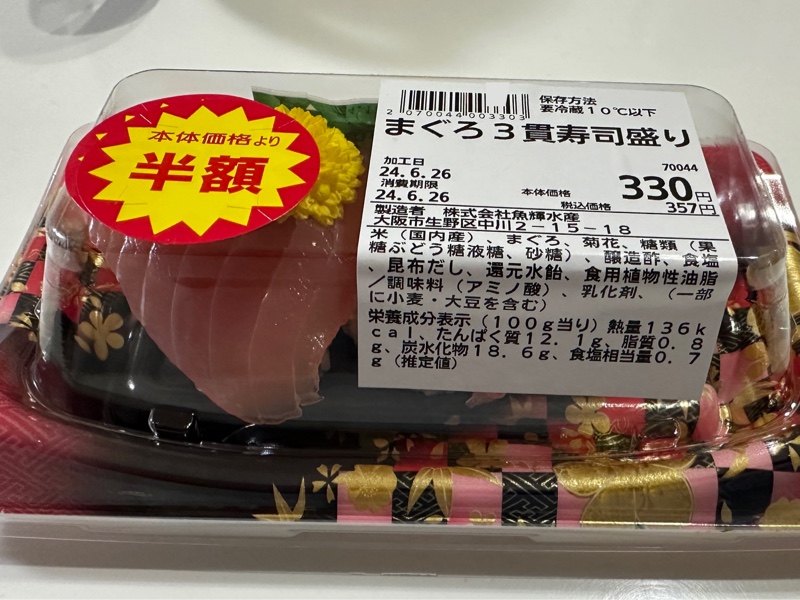 本体価格より
半額
2 070044 003303
保存方法
要冷蔵10℃以下
まぐろ3貫寿司盛り
加工日
24.6.26
消費期限
24.6.26
70044
本体価格 330円
税込価格 357円
製造者 株式会社魚輝水産
大阪市生野区中川2-15-18
米(国内産)、まぐろ、菊花、糖類(果
糖ぶどう糖液糖、砂糖)、醸造酢、食塩
、昆布だし、還元水飴、食用植物性油脂
/調味料(アミノ酸)、乳化剤、(一部
に小麦・大豆を含む)
栄養成分表示(100g当り)熱量136k
cal、たんぱく質12.1g、脂質0.8
g、炭水化物18.6g、食塩相当量0.7
g(推定値)